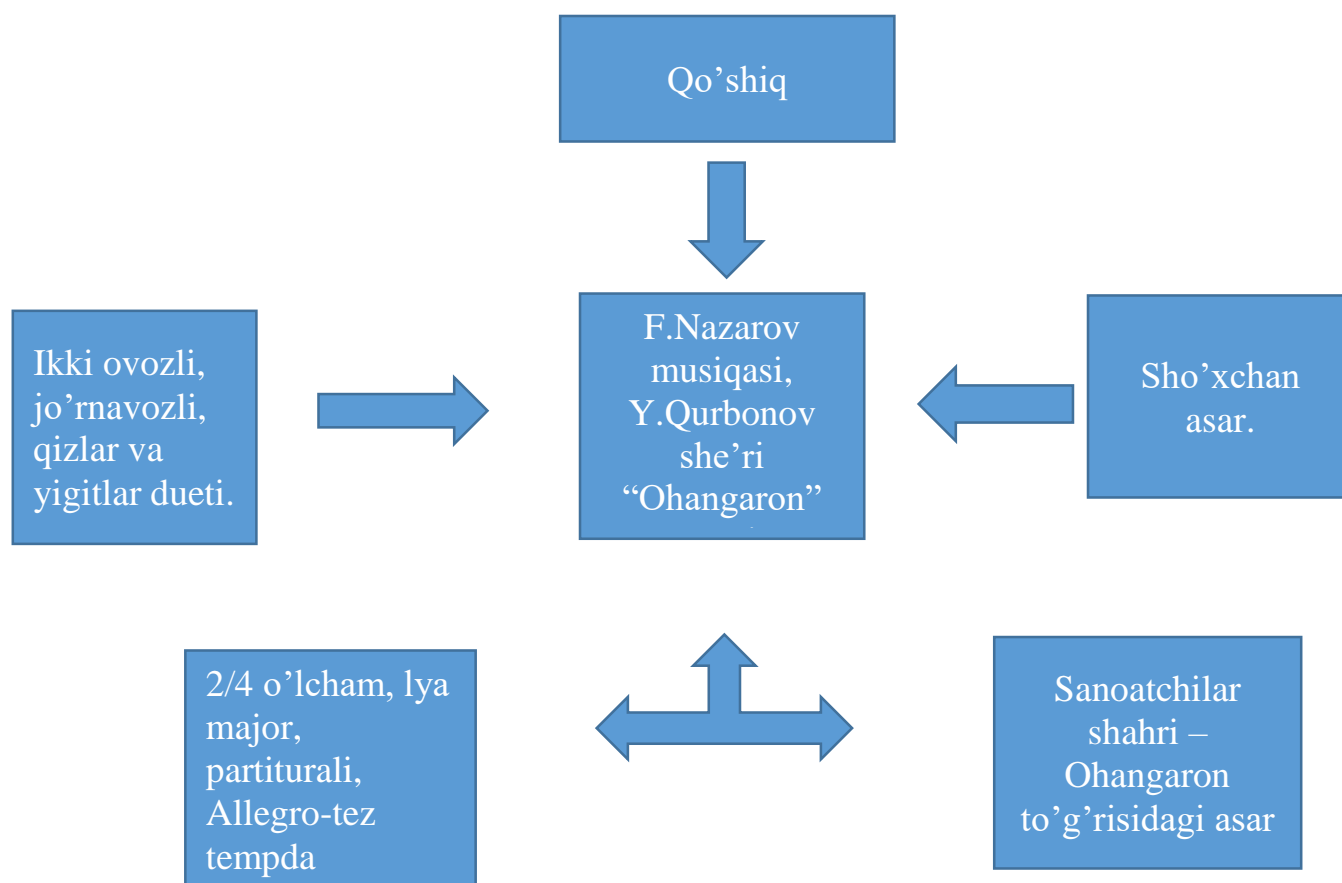 Qo’shiq
Ikki ovozli,
jo’rnavozli,
qizlar va
yigitlar dueti.
F.Nazarov
musiqasi,
Y.Qurbonov
she’ri
“Ohangaron”
Sho’xchan
asar.
2/4 o’lcham, lya
major,
partiturali,
Allegro-tez
tempda
Sanoatchilar
shahri –
Ohangaron
to’g’risidagi asar